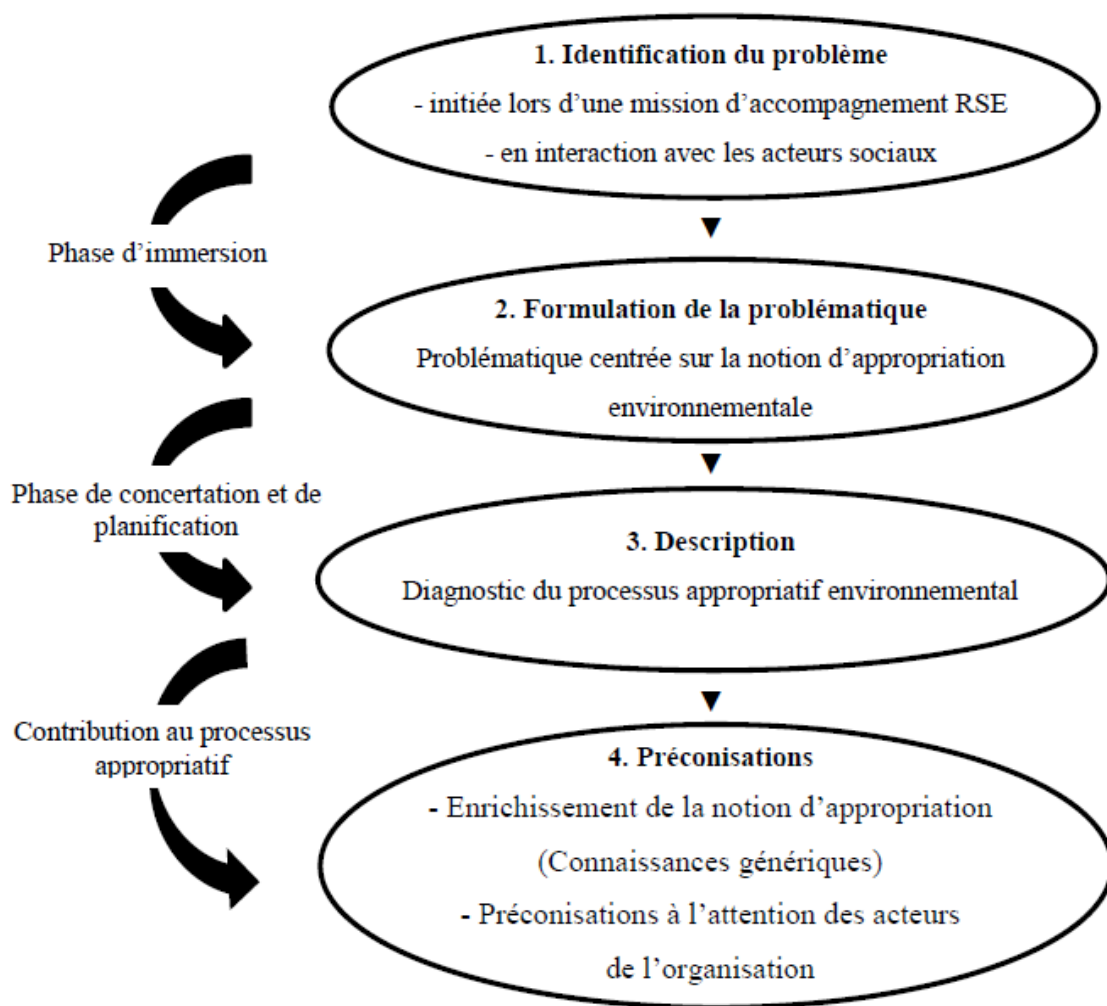 1. Identification du problème
- initiée lors d’une mission d’accompagnement RSE
- en interaction avec les acteurs sociaux
Phase d’immersion
2. Formulation de la problématique
Problématique centrée sur la notion d’appropriation
environnementale
Phase de concertation et de
planification
3. Description
Diagnostic du processus appropriatif environnemental
Contribution au processus
appropriatif
4. Préconisations
- Enrichissement de la notion d’appropriation
(Connaissances génériques)
- Préconisations à l’attention des acteurs
de l’organisation